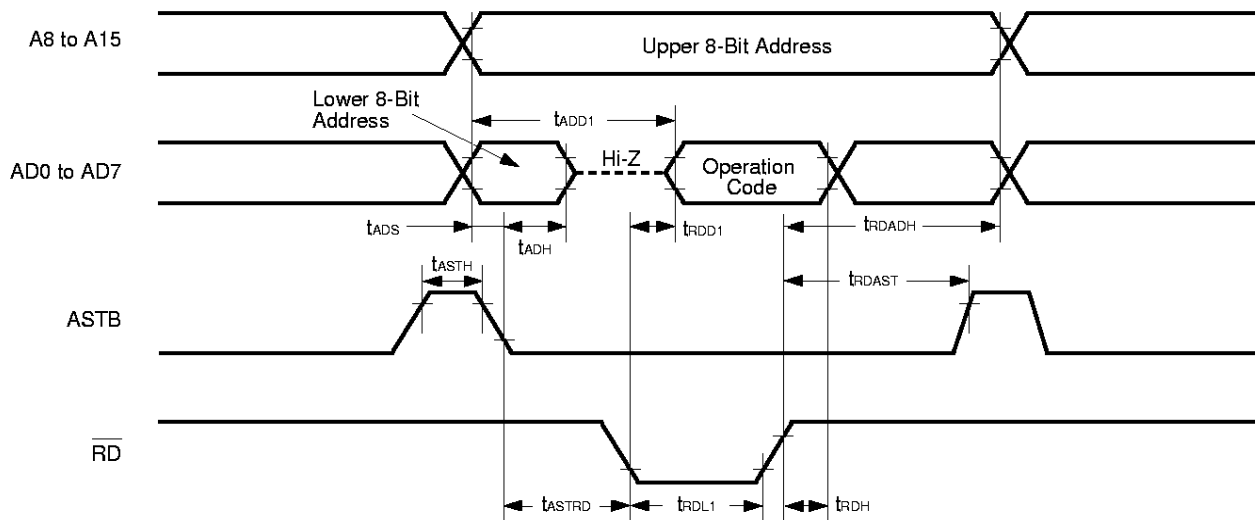 A8 to A15
Upper 8-Bit Address
Lower 8-Bit
Address
tADD1
AD0 to AD7
Hi-Z
Operation
Code
tADS
tADH
tRDD1
tRDADH
tASTH
tRDAST
ASTB
RD
tASTRD
tRDL1
tRDH